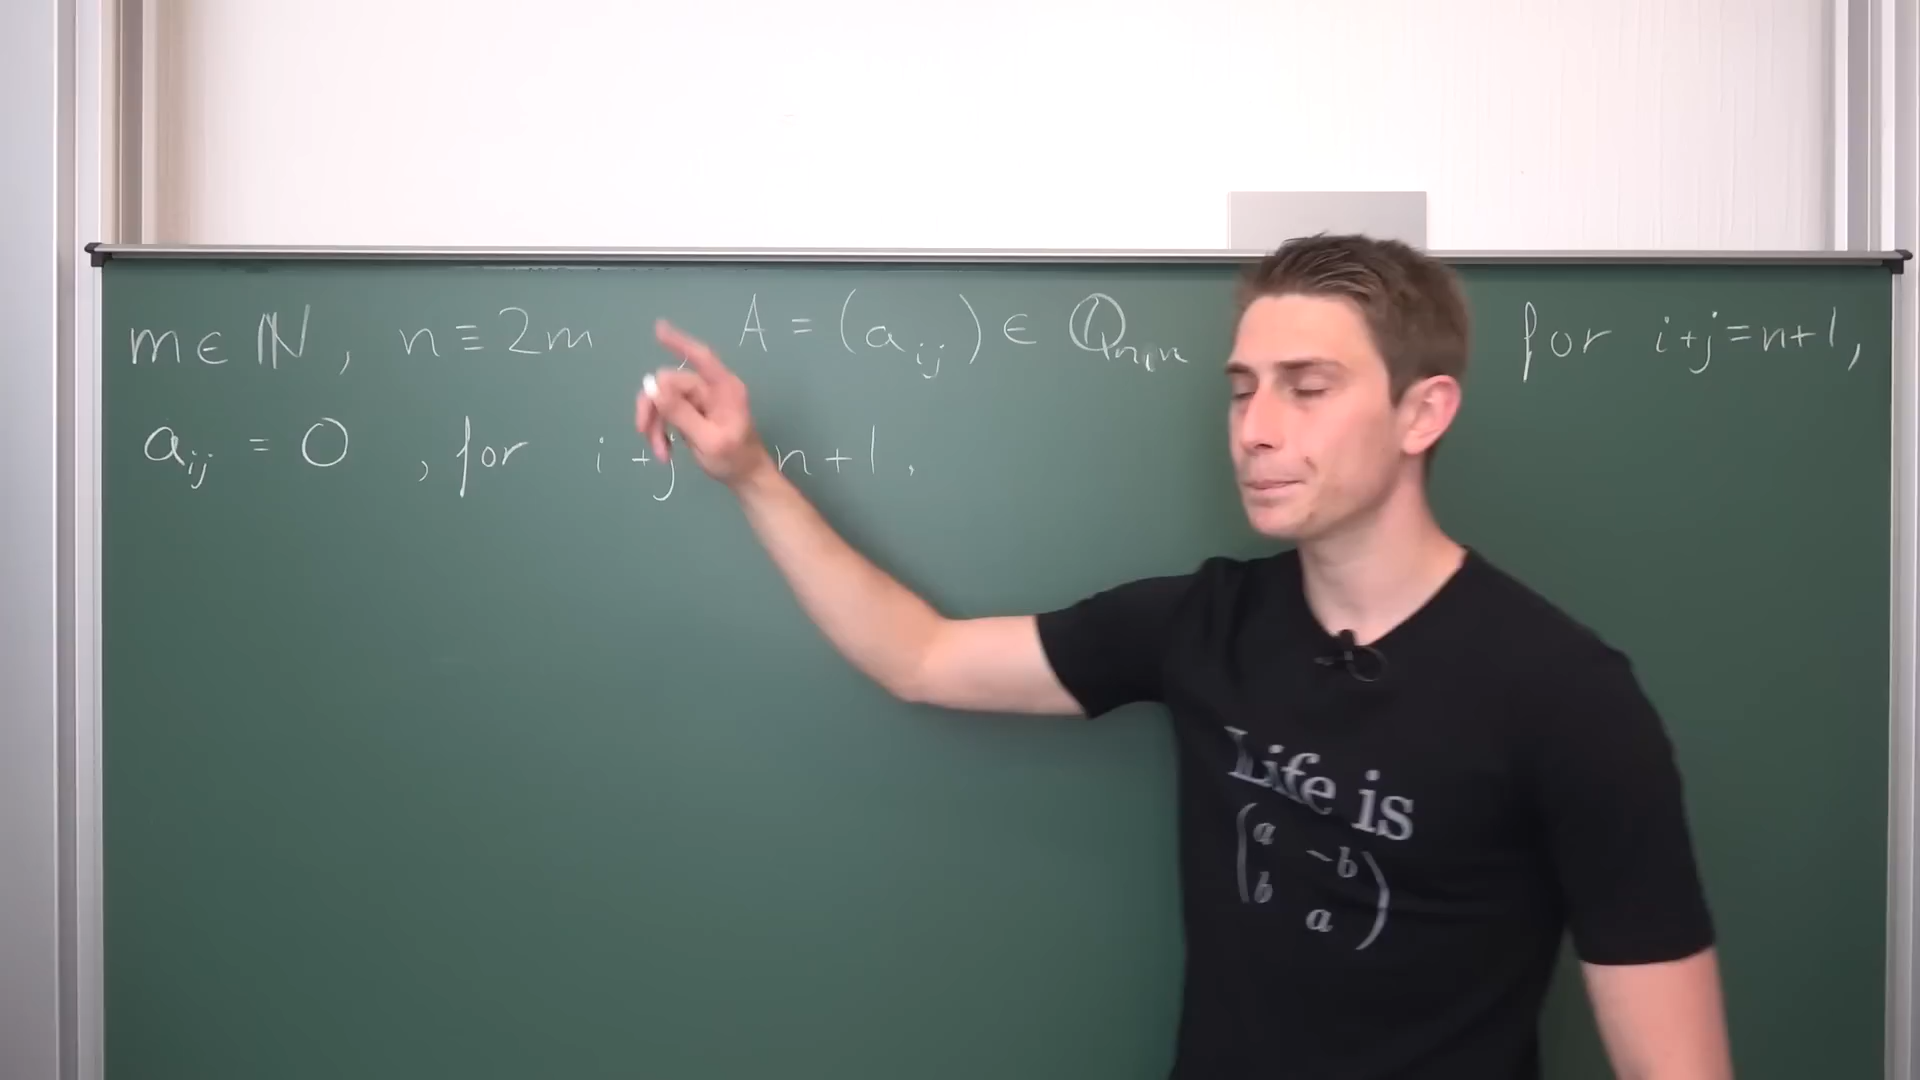 m ∈ ℕ, n ≡ 2m , A = (a_ij) ∈ ℚ_n,n for i+j=n+1,
a_ij = 0 , for i+j n+1.
Life is
(a -b
b a)